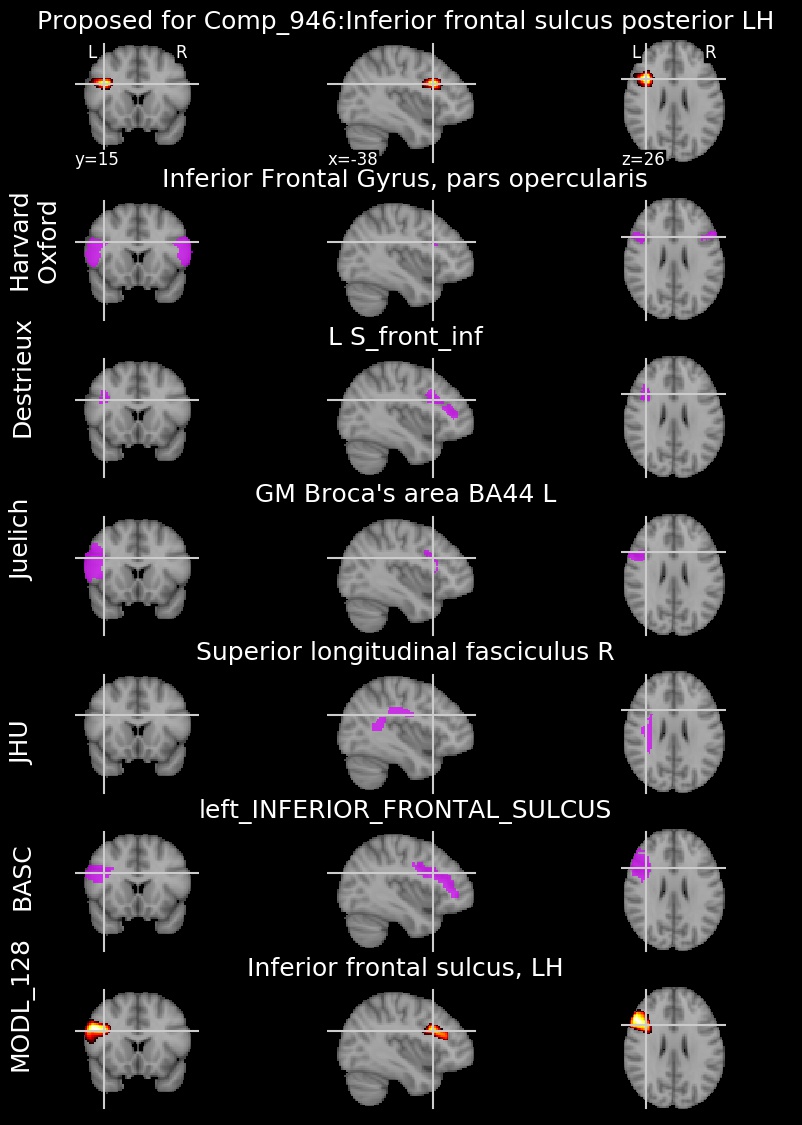 Proposed for Comp_946:Inferior frontal sulcus posterior LH
L R
L R
y=15
x=-38
z=26
Harvard
Oxford
Inferior Frontal Gyrus, pars opercularis
Destrieux
L S_front_inf
Juelich
GM Broca's area BA44 L
JHU
Superior longitudinal fasciculus R
BASC
left_INFERIOR_FRONTAL_SULCUS
MODL_128
Inferior frontal sulcus, LH